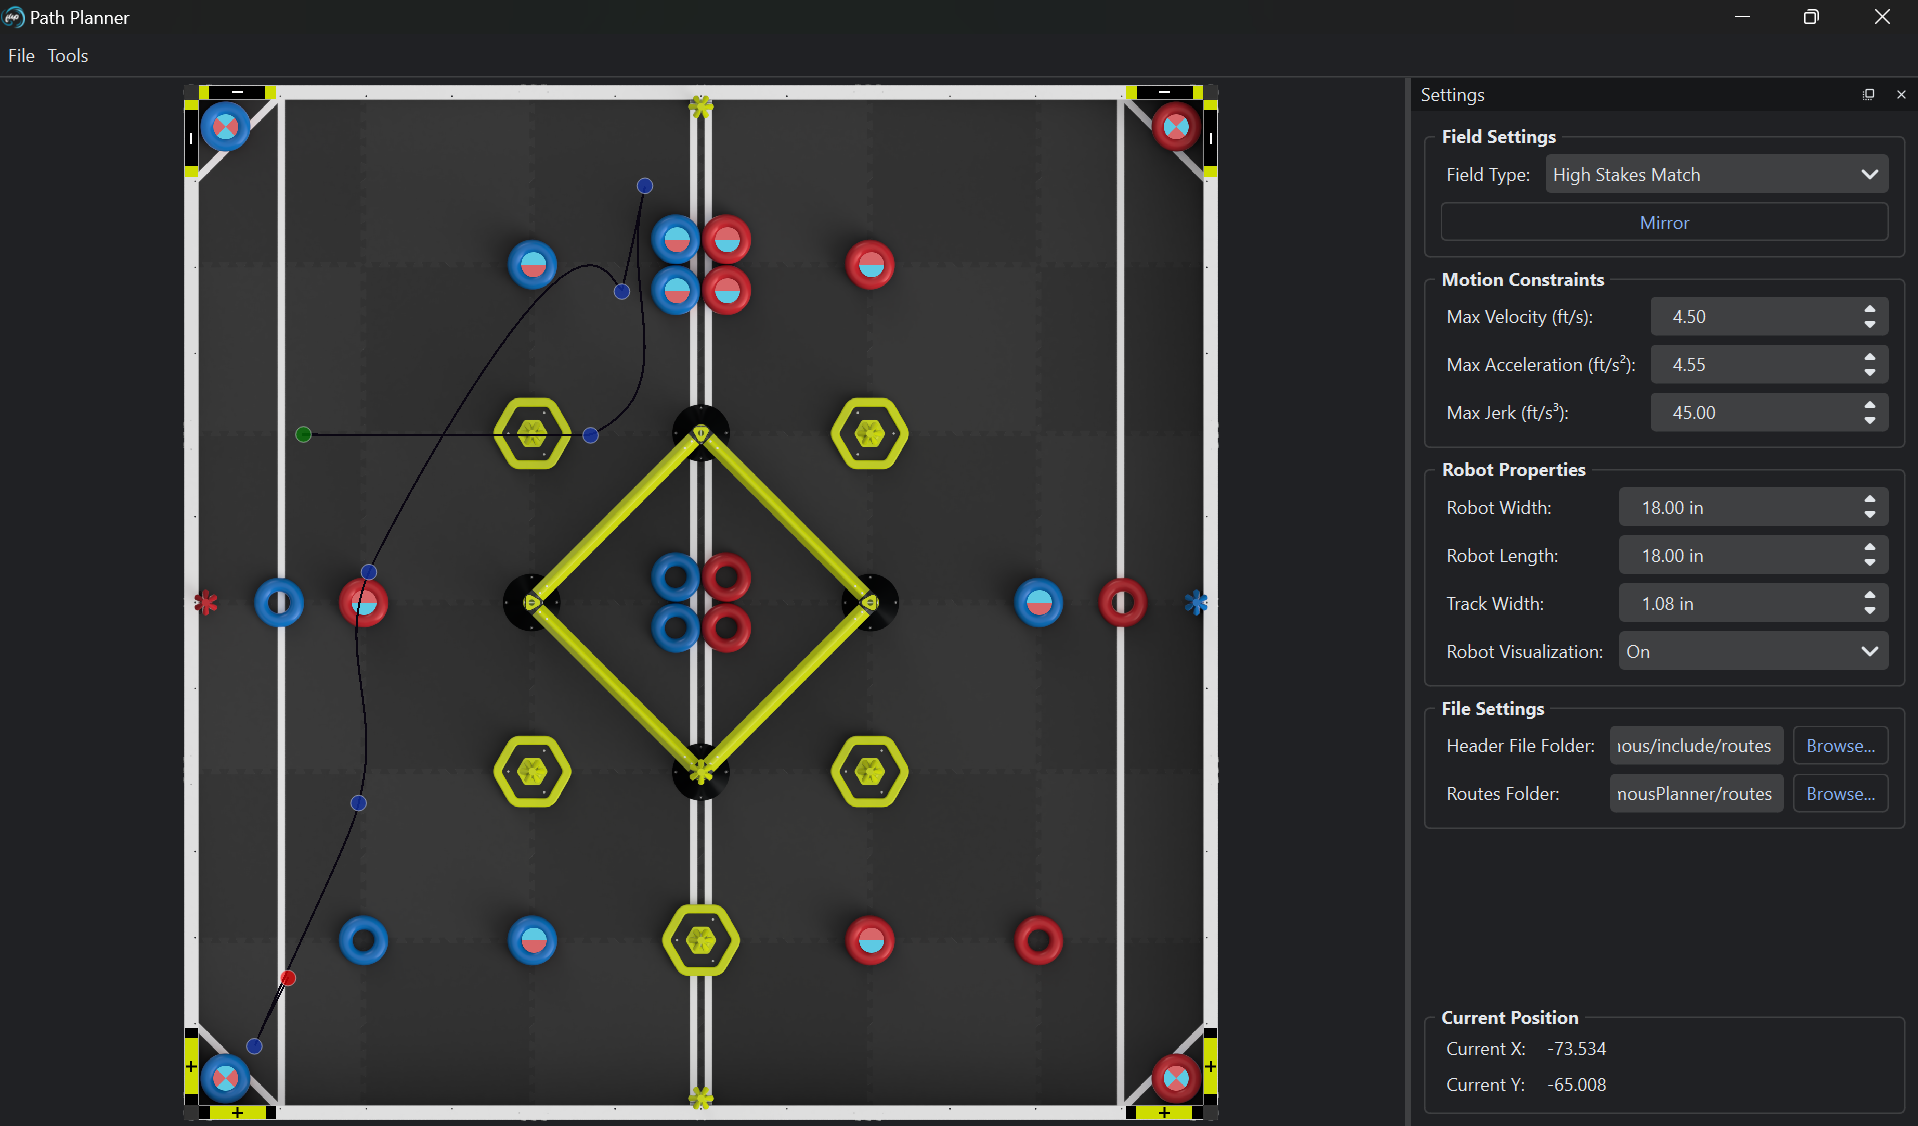 Path Planner
File Tools
Settings
Field Settings
Field Type: High Stakes Match
Mirror
Motion Constraints
Max Velocity (ft/s): 4.50
Max Acceleration (ft/s²): 4.55
Max Jerk (ft/s³): 45.00
Robot Properties
Robot Width: 18.00 in
Robot Length: 18.00 in
Track Width: 1.08 in
Robot Visualization: On
File Settings
Header File Folder: ious/include/routes Browse...
Routes Folder: nousPlanner/routes Browse...
Current Position
Current X: -73.534
Current Y: -65.008